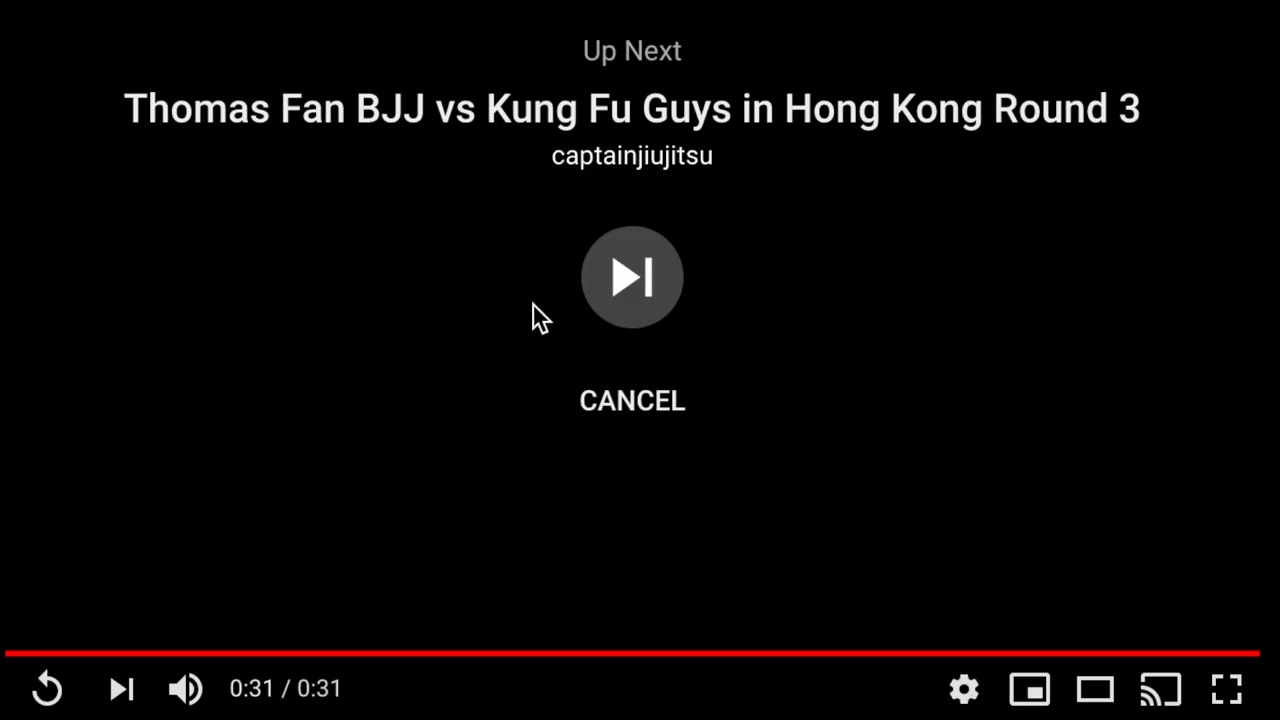 Up Next
Thomas Fan BJJ vs Kung Fu Guys in Hong Kong Round 3
captainjiujitsu
CANCEL
0:31 / 0:31